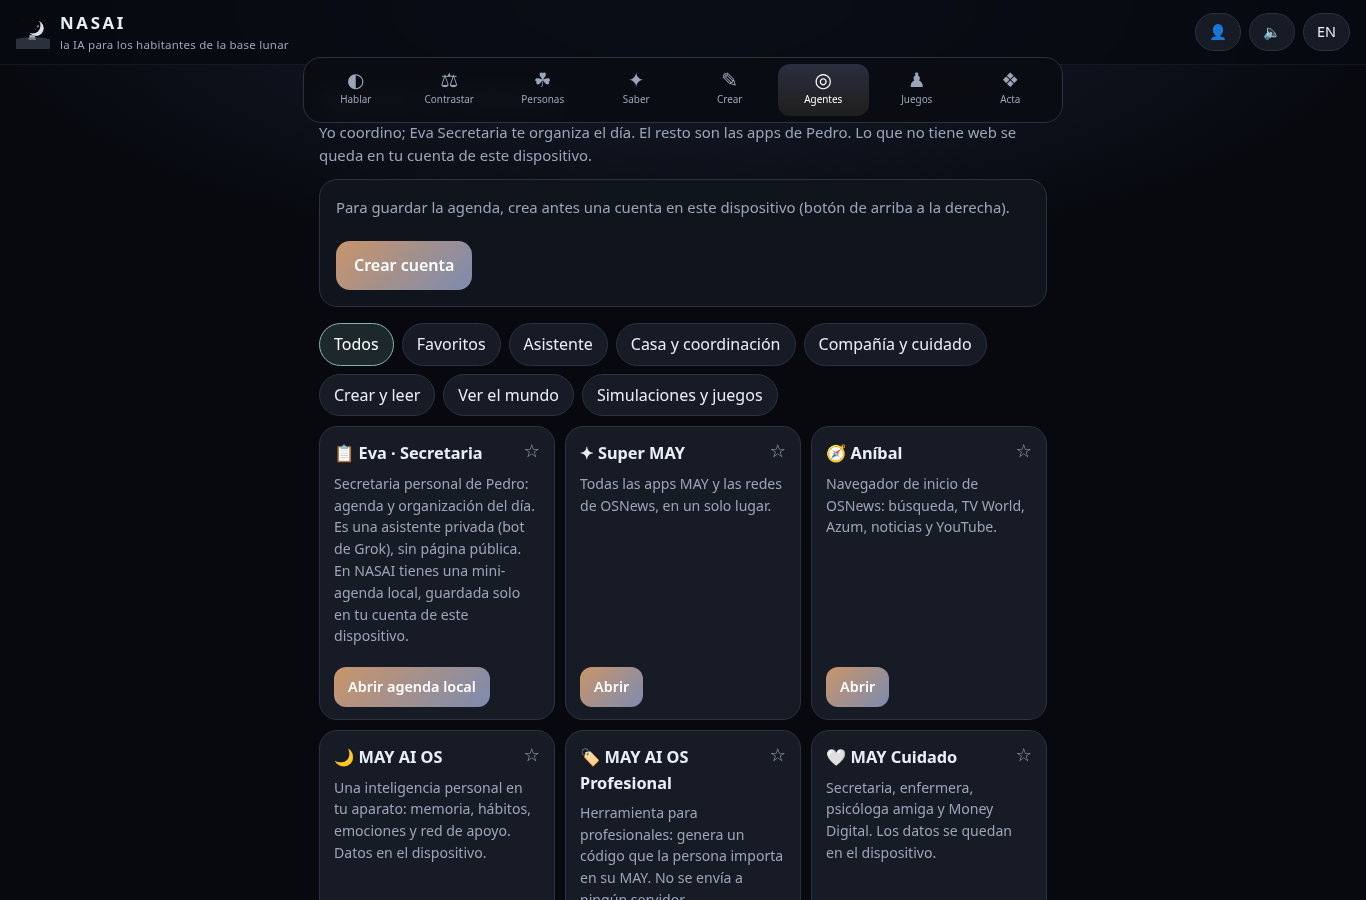 NASAI
la IA para los habitantes de la base lunar
EN
Hablar
Contrastar
Personas
Saber
Crear
Agentes
Juegos
Acta
Yo coordino; Eva Secretaria te organiza el día. El resto son las apps de Pedro. Lo que no tiene web se
queda en tu cuenta de este dispositivo.
Para guardar la agenda, crea antes una cuenta en este dispositivo (botón de arriba a la derecha).
Crear cuenta
Todos
Favoritos
Asistente
Casa y coordinación
Compañía y cuidado
Crear y leer
Ver el mundo
Simulaciones y juegos
Eva · Secretaria
Secretaria personal de Pedro:
agenda y organización del día.
Es una asistente privada (bot
de Grok), sin página pública.
En NASAI tienes una mini-
agenda local, guardada solo
en tu cuenta de este
dispositivo.
Abrir agenda local
Super MAY
Todas las apps MAY y las redes
de OSNews, en un solo lugar.
Abrir
Aníbal
Navegador de inicio de
OSNews: búsqueda, TV World,
Azum, noticias y YouTube.
Abrir
MAY AI OS
Una inteligencia personal en
tu aparato: memoria, hábitos,
emociones y red de apoyo.
Datos en el dispositivo.
MAY AI OS
Profesional
Herramienta para
profesionales: genera un
código que la persona importa
en su MAY. No se envía a
ningún servidor.
MAY Cuidado
Secretaria, enfermera,
psicóloga amiga y Money
Digital. Los datos se quedan
en el dispositivo.